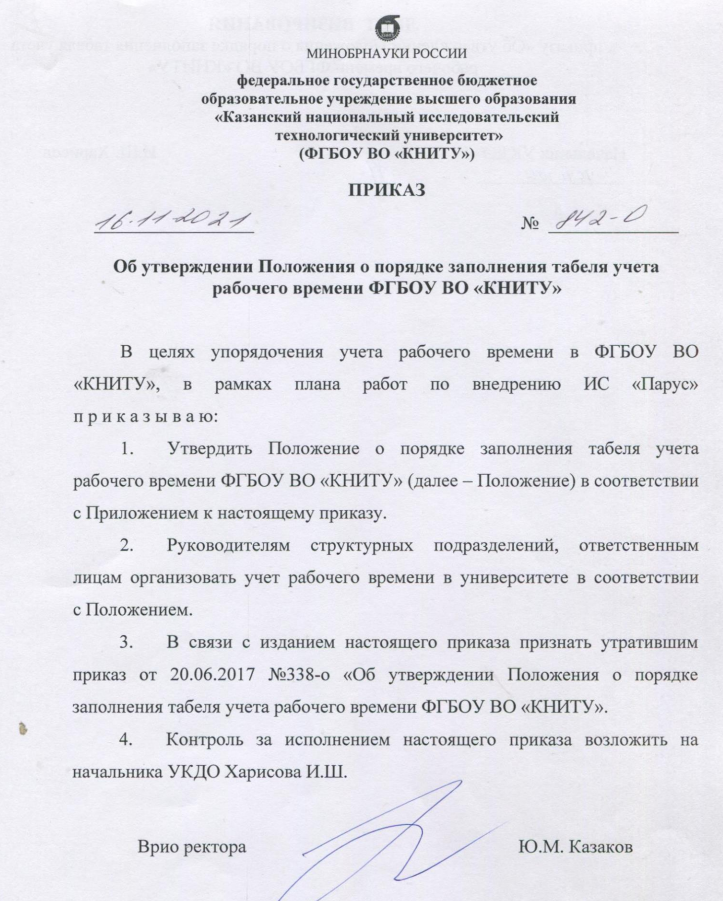 МИНОБРНАУКИ РОССИИ
федеральное государственное бюджетное
образовательное учреждение высшего образования
«Казанский национальный исследовательский
технологический университет»
(ФГБОУ ВО «КНИТУ»)
ПРИКАЗ
16.11.2021 № 842-О
Об утверждении Положения о порядке заполнения табеля учета
рабочего времени ФГБОУ ВО «КНИТУ»
В целях упорядочения учета рабочего времени в ФГБОУ ВО
«КНИТУ», в рамках плана работ по внедрению ИС «Парус»
п р и к а з ы в а ю:
1. Утвердить Положение о порядке заполнения табеля учета
рабочего времени ФГБОУ ВО «КНИТУ» (далее – Положение) в соответствии
с Приложением к настоящему приказу.
2. Руководителям структурных подразделений, ответственным
лицам организовать учет рабочего времени в университете в соответствии
с Положением.
3. В связи с изданием настоящего приказа признать утратившим
приказ от 20.06.2017 №338-о «Об утверждении Положения о порядке
заполнения табеля учета рабочего времени ФГБОУ ВО «КНИТУ».
4. Контроль за исполнением настоящего приказа возложить на
начальника УКДО Харисова И.Ш.
Врио ректора Ю.М. Казаков